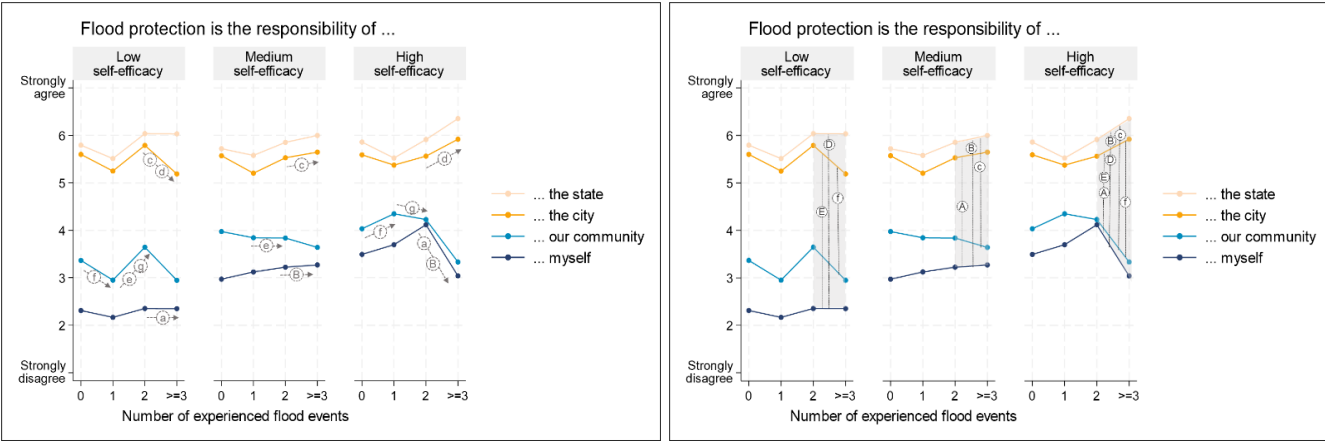 Flood protection is the responsibility of ...
Low self-efficacy
Medium self-efficacy
High self-efficacy
Strongly agree
6
5
4
3
2
Strongly disagree
c
d
f
e
g
a
c
e
B
d
g
f
a
B
0 1 2 >=3
0 1 2 >=3
0 1 2 >=3
Number of experienced flood events
... the state
... the city
... our community
... myself
Flood protection is the responsibility of ...
Low self-efficacy
Medium self-efficacy
High self-efficacy
Strongly agree
6
5
4
3
2
Strongly disagree
D
E
f
B
c
A
B
c
D
E
A
f
0 1 2 >=3
0 1 2 >=3
0 1 2 >=3
Number of experienced flood events
... the state
... the city
... our community
... myself